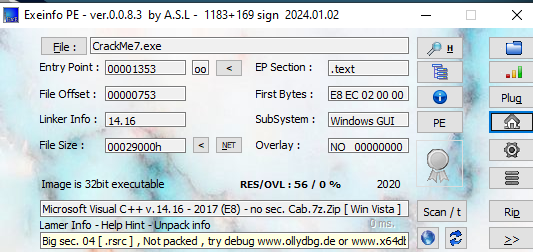 Exeinfo PE - ver.0.0.8.3 by A.S.L - 1183+169 sign 2024.01.02
File : CrackMe7.exe H
Entry Point : 00001353 oo < EP Section : .text
File Offset : 00000753 First Bytes : E8 EC 02 00 00 Plug
Linker Info : 14.16 SubSystem : Windows GUI PE
File Size : 00029000h < NET Overlay : NO 00000000
Image is 32bit executable RES/OVL : 56 / 0 % 2020
Microsoft Visual C++ v.14.16 - 2017 (E8) - no sec. Cab.7z.Zip [ Win Vista ] Scan / t Rip
Lamer Info - Help Hint - Unpack info 0 ms.
Big sec. 04 [ .rsrc ] , Not packed , try debug www.ollydbg.de or www.x64dt >>